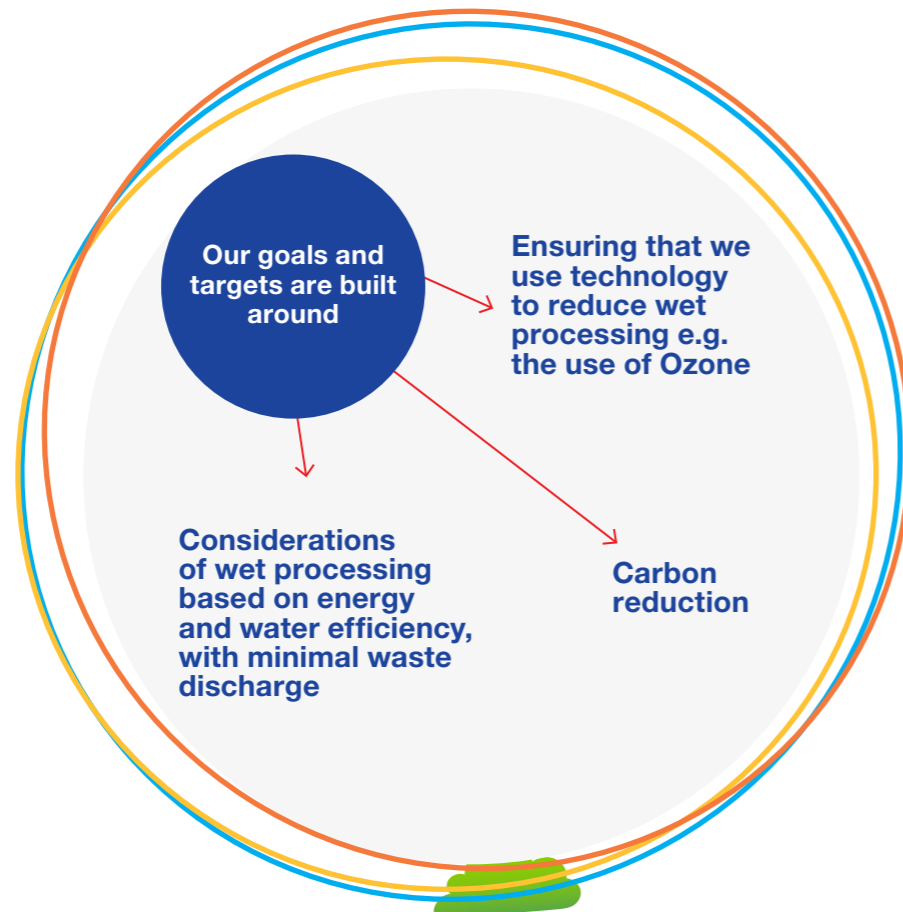 Our goals and
targets are built
around
Ensuring that we
use technology
to reduce wet
processing e.g.
the use of Ozone
Considerations
of wet processing
based on energy
and water efficiency,
with minimal waste
discharge
Carbon
reduction